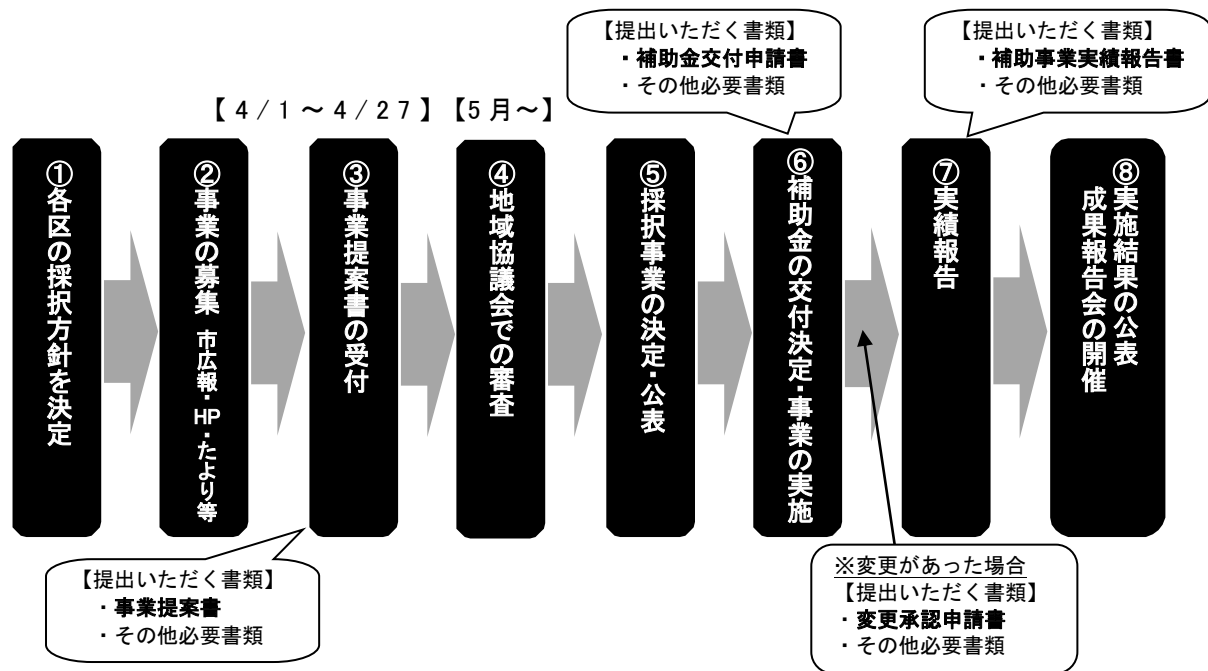 【提出いただく書類】
・補助金交付申請書
・その他必要書類
【提出いただく書類】
・補助事業実績報告書
・その他必要書類
【4/1～4/27】【5月～】
①各区の採択方針を決定
②事業の募集 市広報・HP・たより等
③事業提案書の受付
④地域協議会での審査
⑤採択事業の決定・公表
⑥補助金の交付決定・事業の実施
⑦実績報告
⑧実施結果の公表
成果報告会の開催
【提出いただく書類】
・事業提案書
・その他必要書類
※変更があった場合
【提出いただく書類】
・変更承認申請書
・その他必要書類